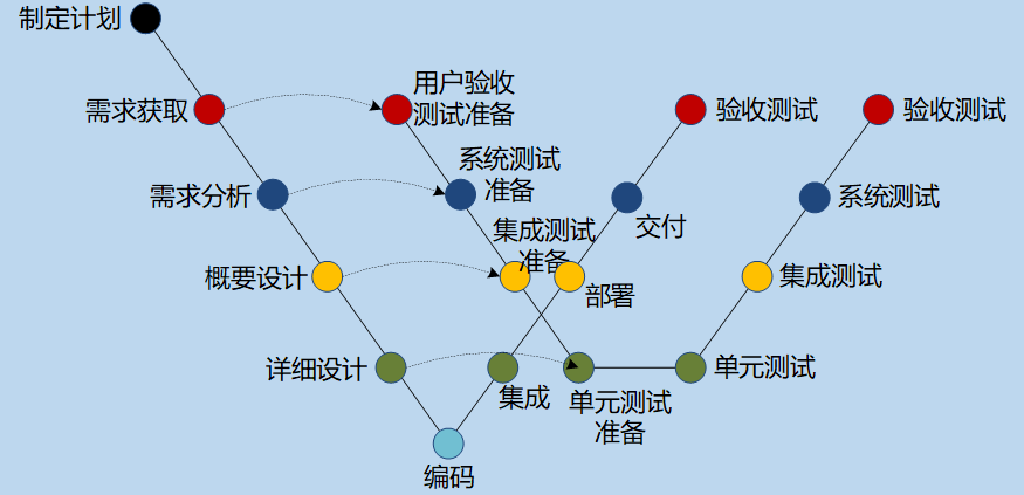 制定计划
需求获取
用户验收
测试准备
验收测试
验收测试
需求分析
系统测试
准备
交付
系统测试
概要设计
集成测试
准备
部署
集成测试
详细设计
集成
单元测试
准备
单元测试
编码